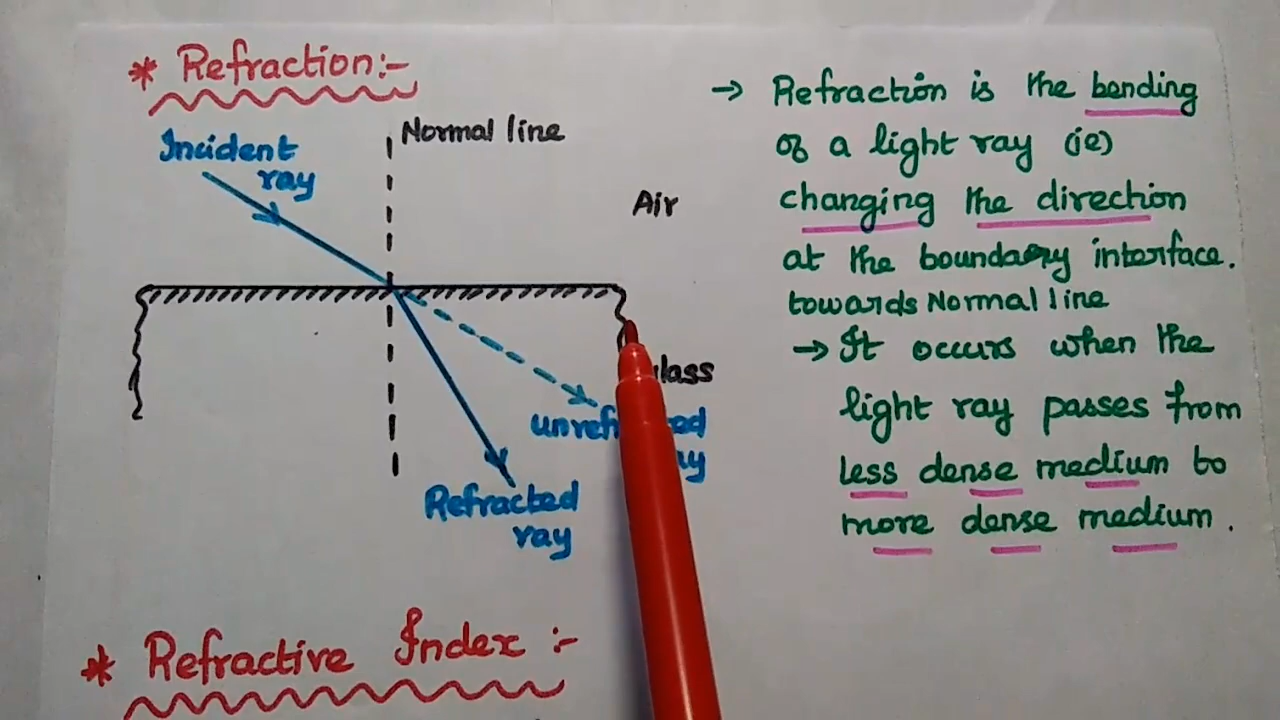 * Refraction:-
Incident
ray
Normal line
Air
Refracted
ray
→ Refraction is the bending
of a light ray (ie)
changing the direction
at the boundary interface.
towards Normal line
→ It occurs when the
light ray passes from
less dense medium to
more dense medium.
* Refractive Index :-